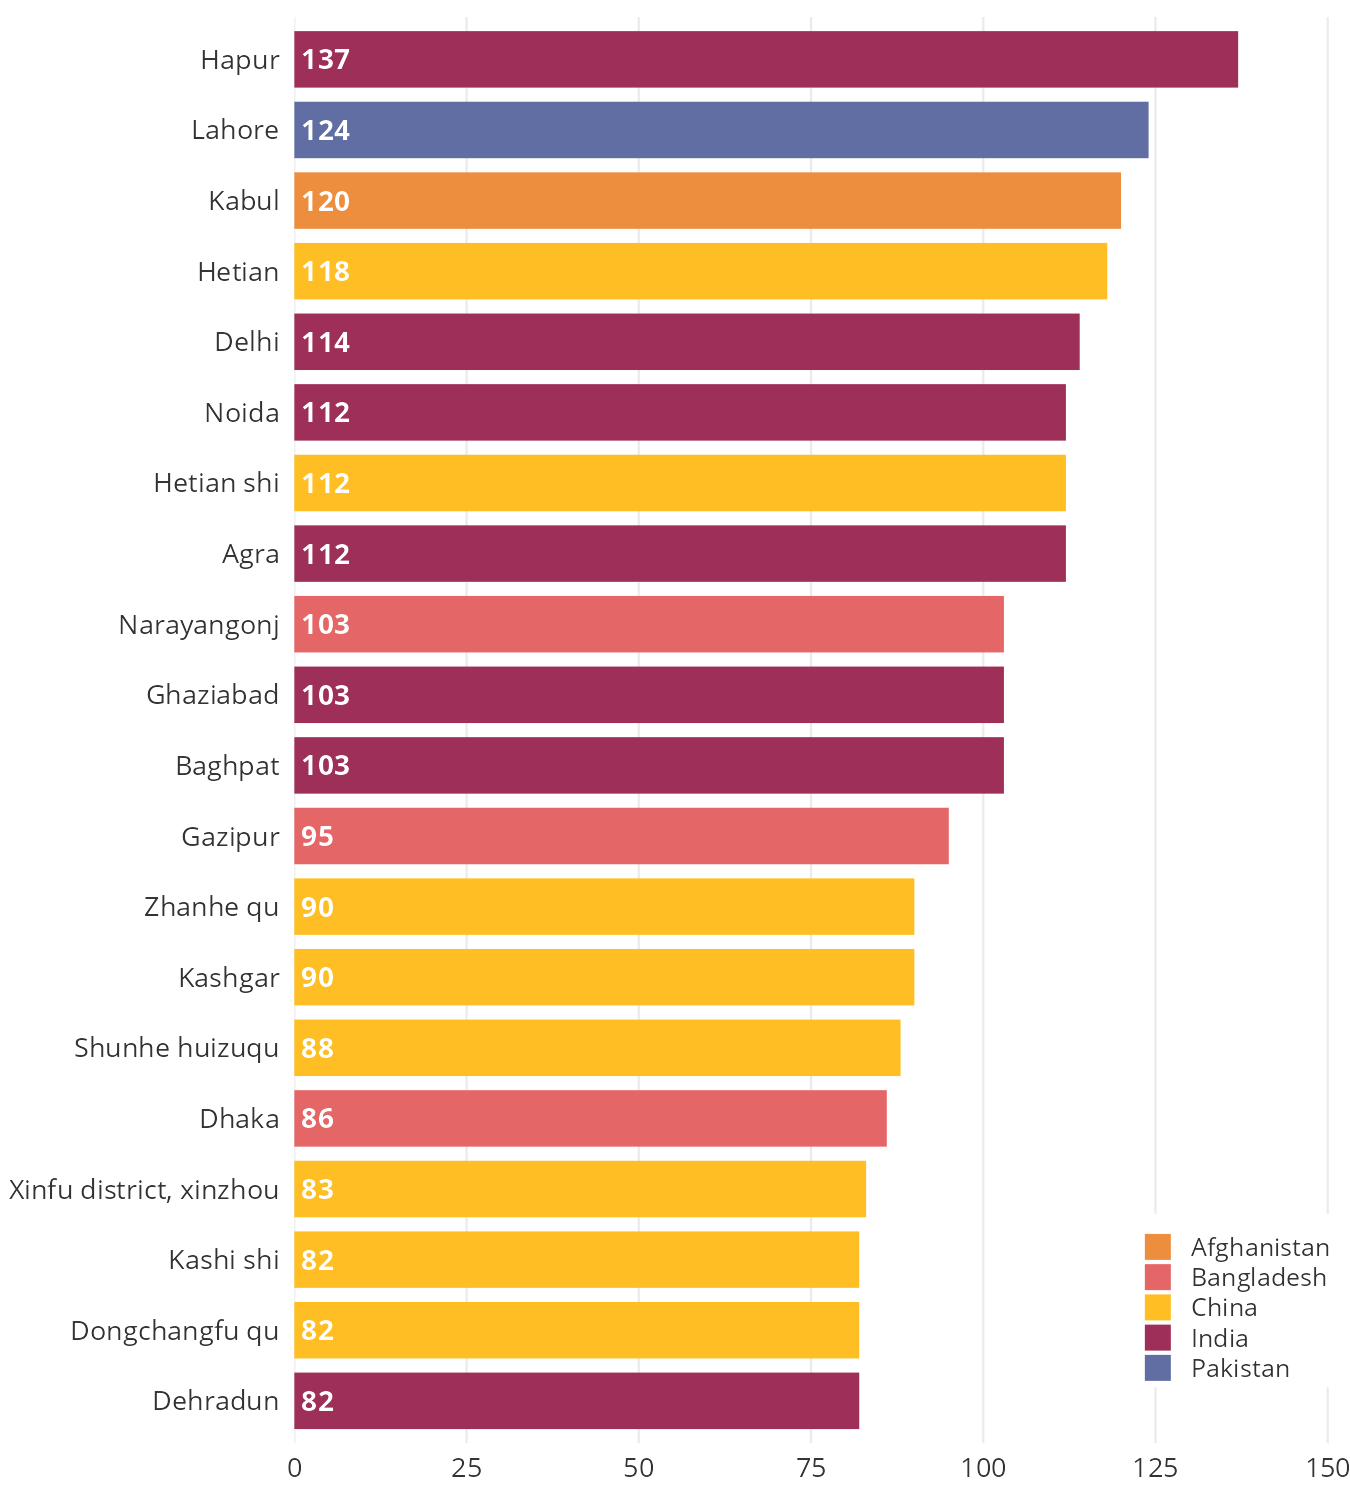 Hapur 137
Lahore 124
Kabul 120
Hetian 118
Delhi 114
Noida 112
Hetian shi 112
Agra 112
Narayangonj 103
Ghaziabad 103
Baghpat 103
Gazipur 95
Zhanhe qu 90
Kashgar 90
Shunhe huizuqu 88
Dhaka 86
Xinfu district, xinzhou 83
Kashi shi 82
Dongchangfu qu 82
Dehradun 82
Afghanistan
Bangladesh
China
India
Pakistan
0 25 50 75 100 125 150